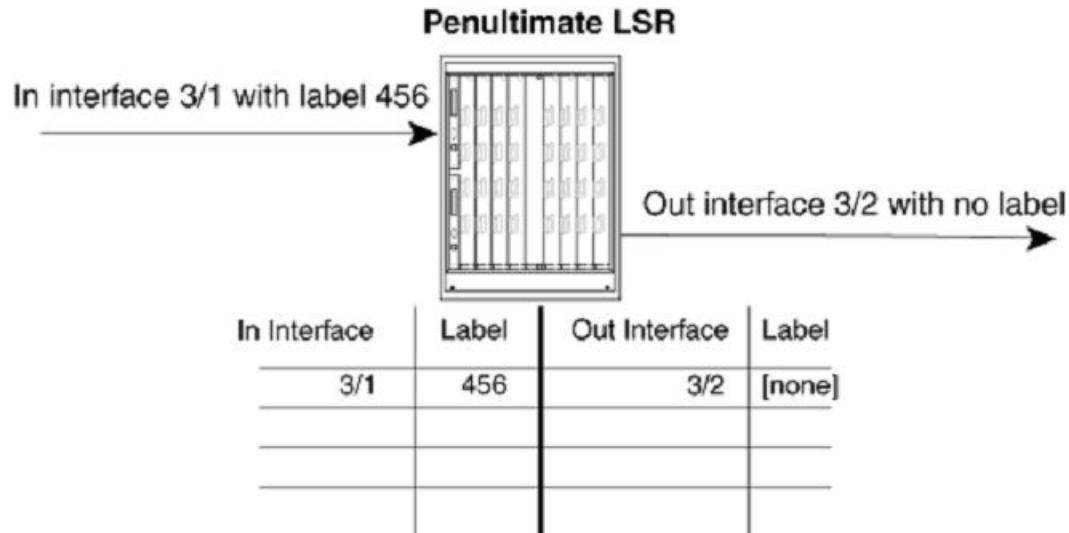 Penultimate LSR
In interface 3/1 with label 456
Out interface 3/2 with no label
In Interface Label Out Interface Label
3/1 456 3/2 [none]